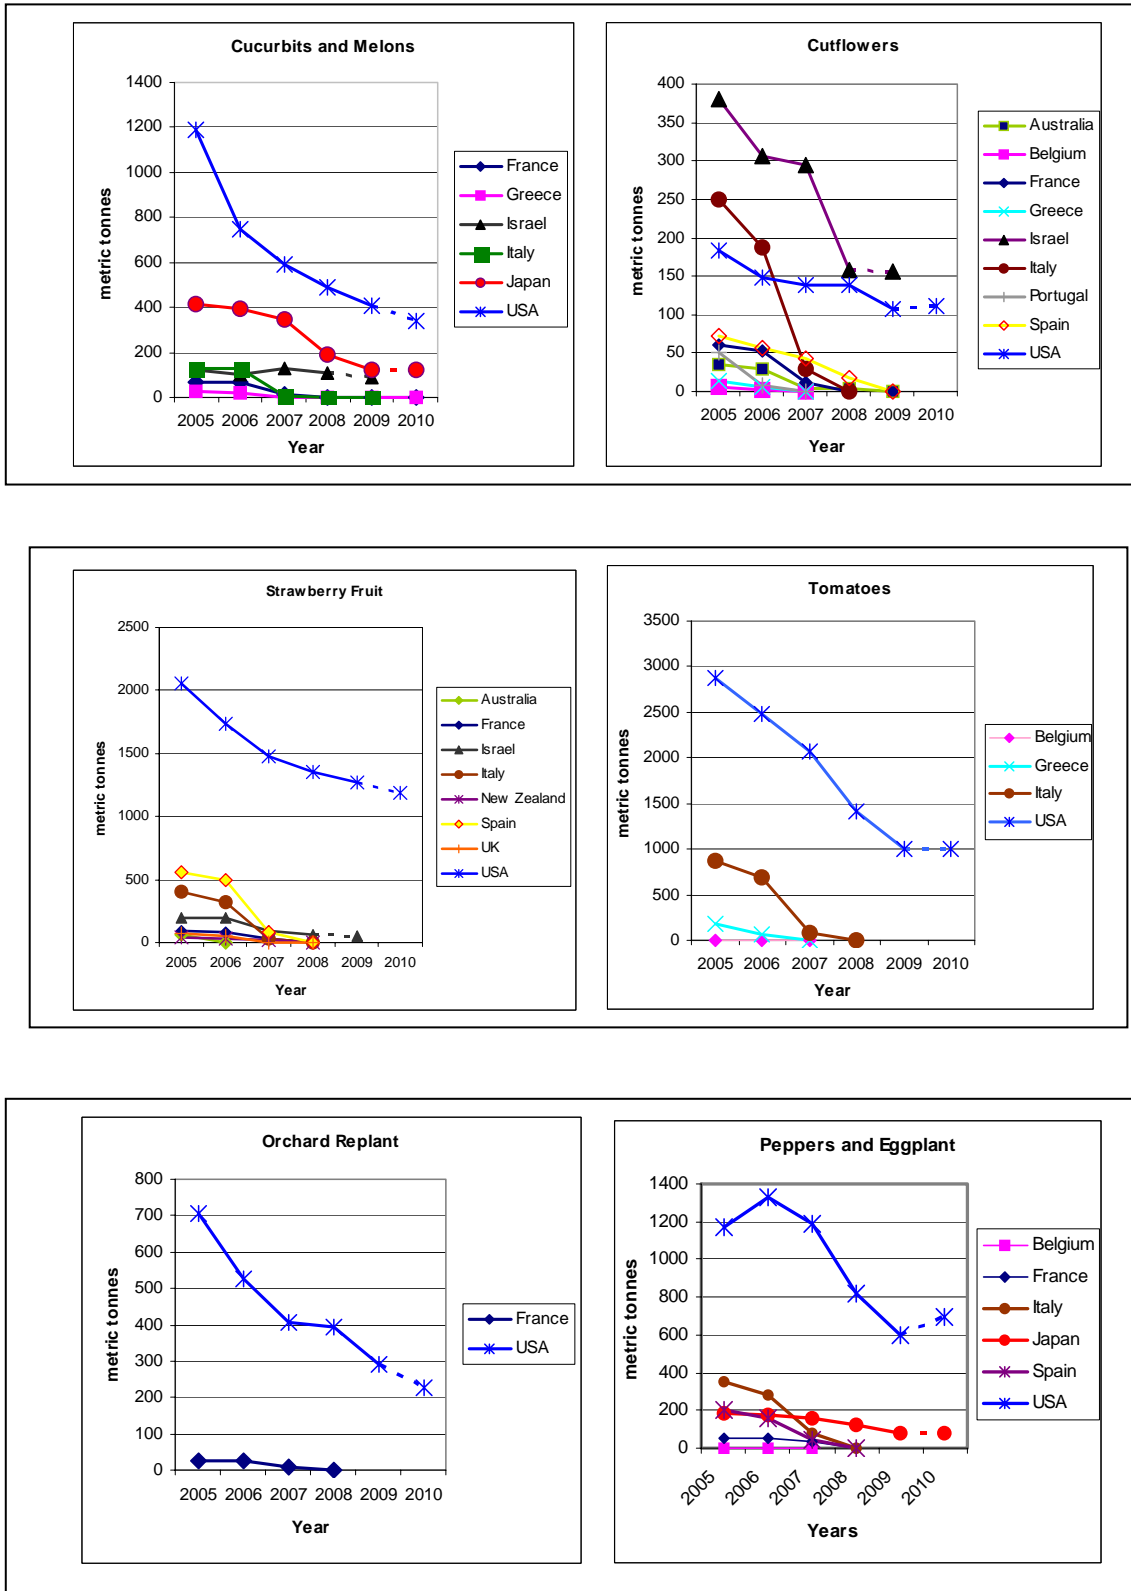 Cucurbits and Melons
1400
1200
1000
800
600
400
200
0
metric tonnes
2005 2006 2007 2008 2009 2010
Year
France
Greece
Israel
Italy
Japan
USA
Cutflowers
400
350
300
250
200
150
100
50
0
metric tonnes
2005 2006 2007 2008 2009 2010
Year
Australia
Belgium
France
Greece
Israel
Italy
Portugal
Spain
USA
Strawberry Fruit
2500
2000
1500
1000
500
0
metric tonnes
2005 2006 2007 2008 2009 2010
Year
Australia
France
Israel
Italy
New Zealand
Spain
UK
USA
Tomatoes
3500
3000
2500
2000
1500
1000
500
0
metric tonnes
2005 2006 2007 2008 2009 2010
Year
Belgium
Greece
Italy
USA
Orchard Replant
800
700
600
500
400
300
200
100
0
metric tonnes
2005 2006 2007 2008 2009 2010
Year
France
USA
Peppers and Eggplant
1400
1200
1000
800
600
400
200
0
metric tonnes
2005 2006 2007 2008 2009 2010
Years
Belgium
France
Italy
Japan
Spain
USA